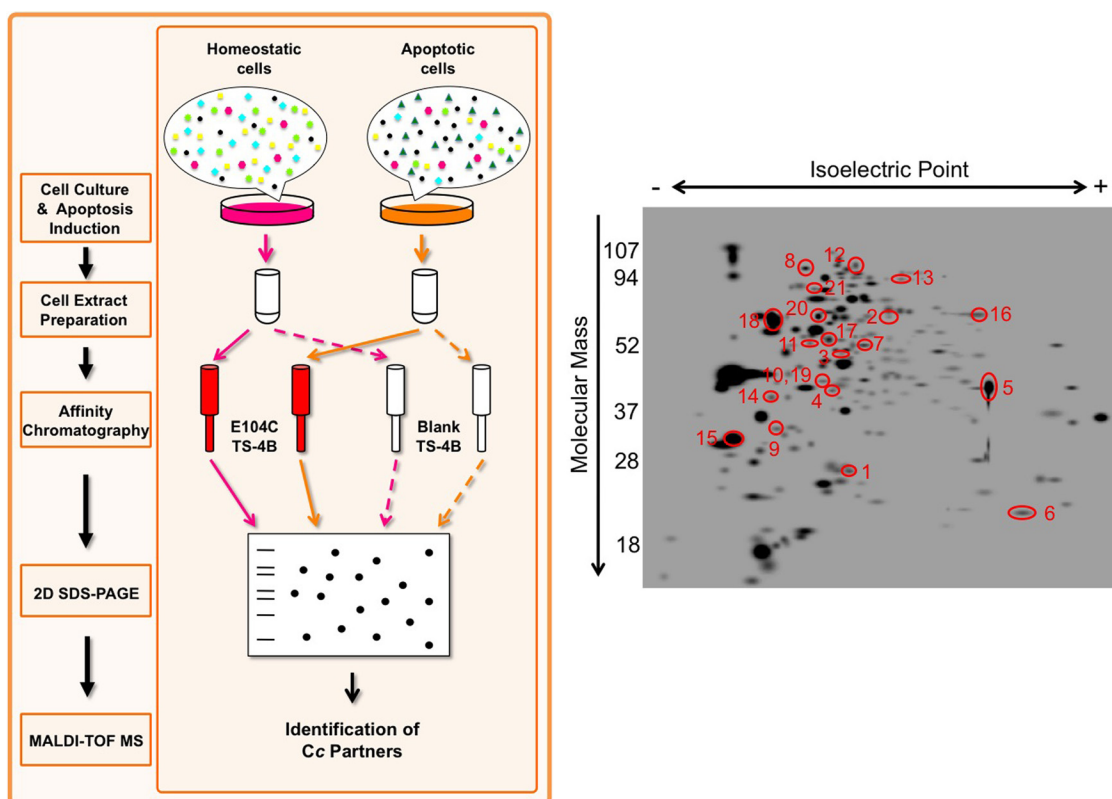 Homeostatic
cells
Apoptotic
cells
Cell Culture
& Apoptosis
Induction
Cell Extract
Preparation
Affinity
Chromatography
E104C
TS-4B
Blank
TS-4B
2D SDS-PAGE
MALDI-TOF MS
Identification of
Cc Partners
Isoelectric Point
- +
Molecular Mass
107
94
52
37
28
18
8
12
13
21
20
2
16
18
17
11
7
3
10,19
4
5
14
15
9
1
6